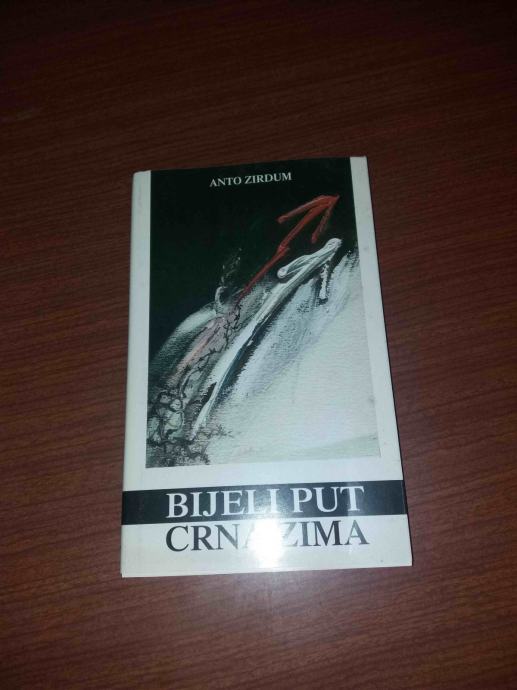 ANTO ZIRDUM
BIJELI PUT
CRNA ZIMA